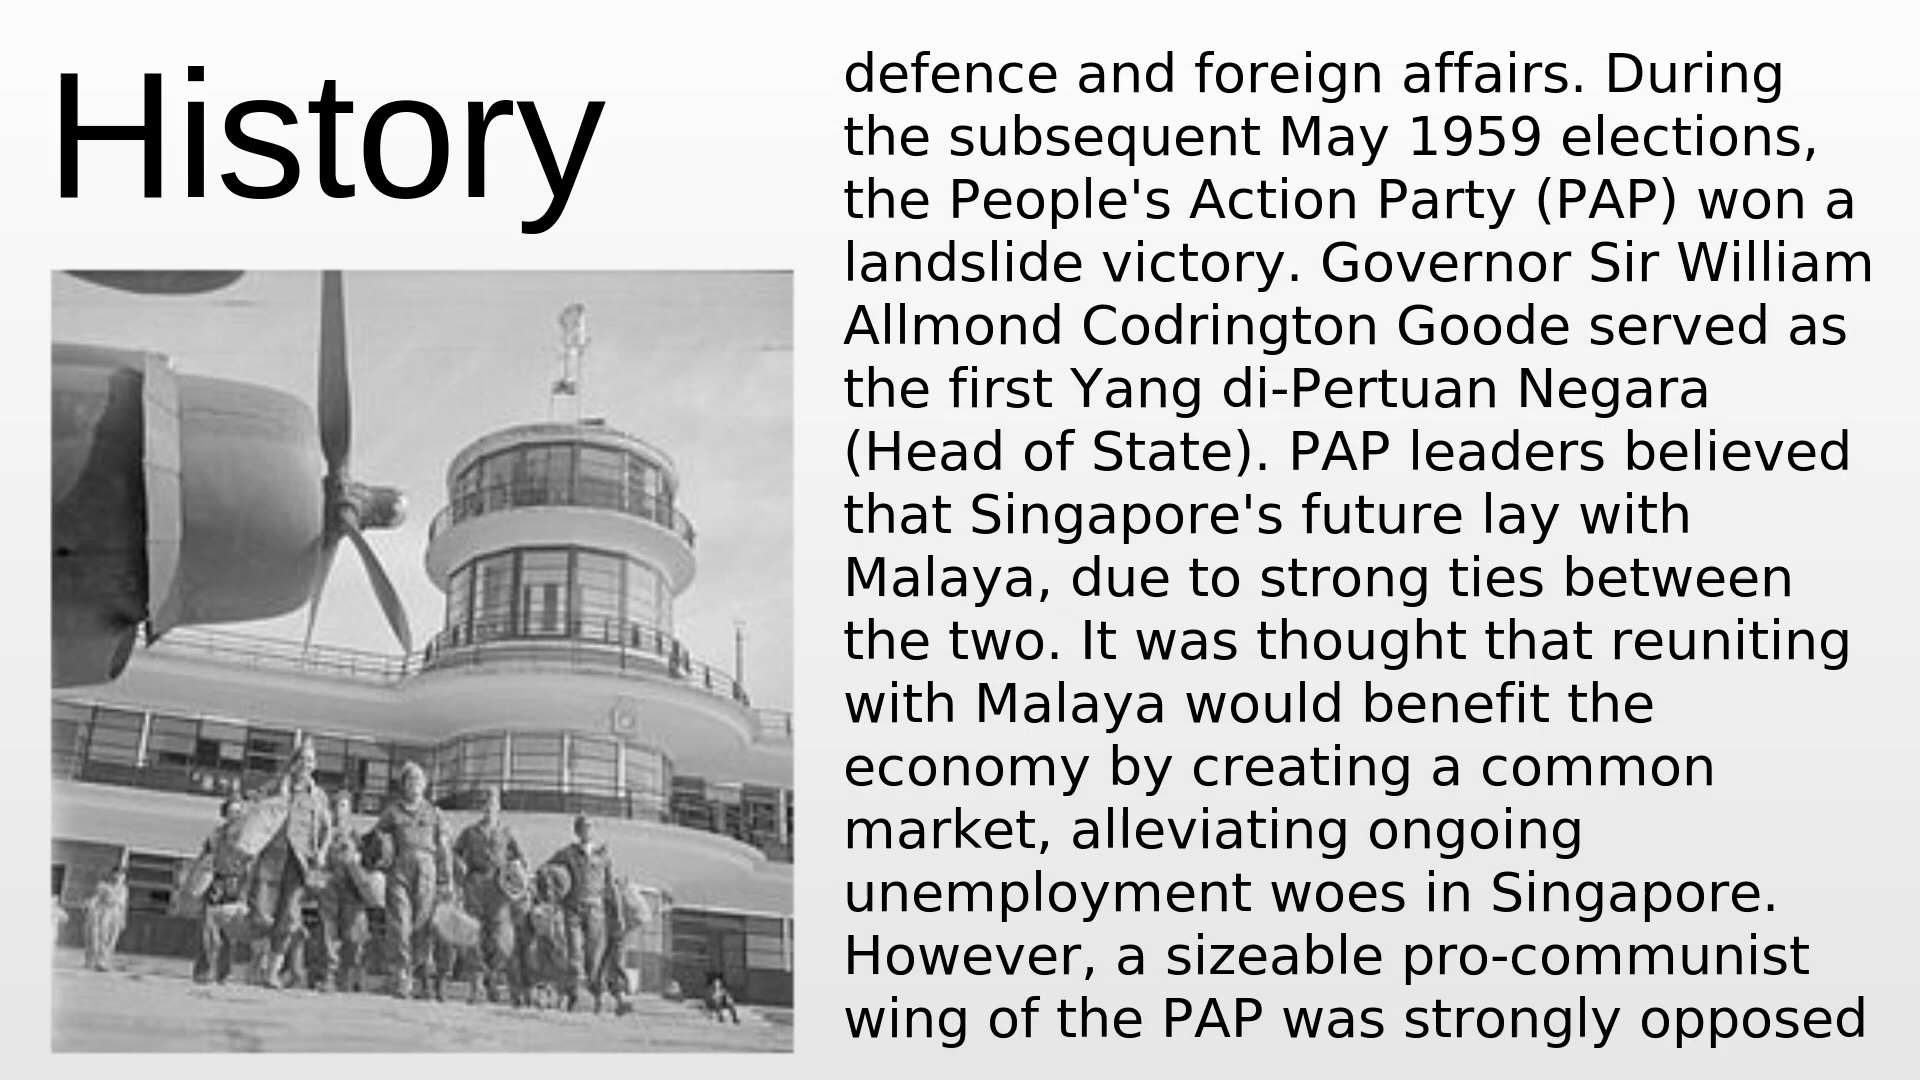 History
defence and foreign affairs. During
the subsequent May 1959 elections,
the People's Action Party (PAP) won a
landslide victory. Governor Sir William
Allmond Codrington Goode served as
the first Yang di-Pertuan Negara
(Head of State). PAP leaders believed
that Singapore's future lay with
Malaya, due to strong ties between
the two. It was thought that reuniting
with Malaya would benefit the
economy by creating a common
market, alleviating ongoing
unemployment woes in Singapore.
However, a sizeable pro-communist
wing of the PAP was strongly opposed